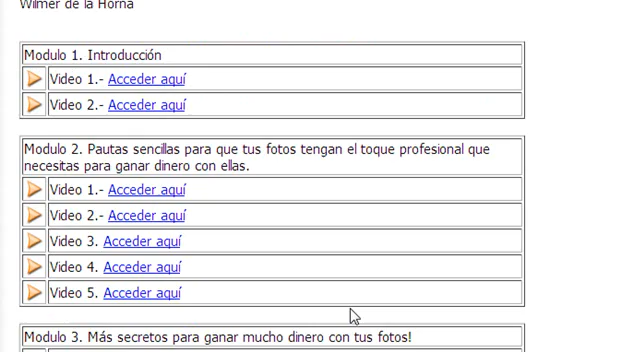 Wilmer de la Horna
Modulo 1. Introducción
Video 1.- Acceder aquí
Video 2.- Acceder aquí
Modulo 2. Pautas sencillas para que tus fotos tengan el toque profesional que
necesitas para ganar dinero con ellas.
Video 1.- Acceder aquí
Video 2.- Acceder aquí
Video 3. Acceder aquí
Video 4. Acceder aquí
Video 5. Acceder aquí
Modulo 3. Más secretos para ganar mucho dinero con tus fotos!